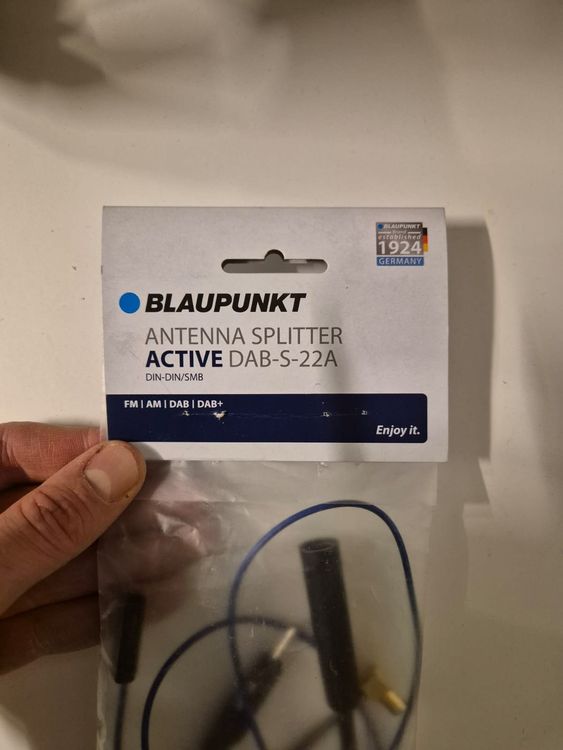 BLAUPUNKT
Brand
established
1924
GERMANY
BLAUPUNKT
ANTENNA SPLITTER
ACTIVE DAB-S-22A
DIN-DIN/SMB
FM | AM | DAB | DAB+
Enjoy it.